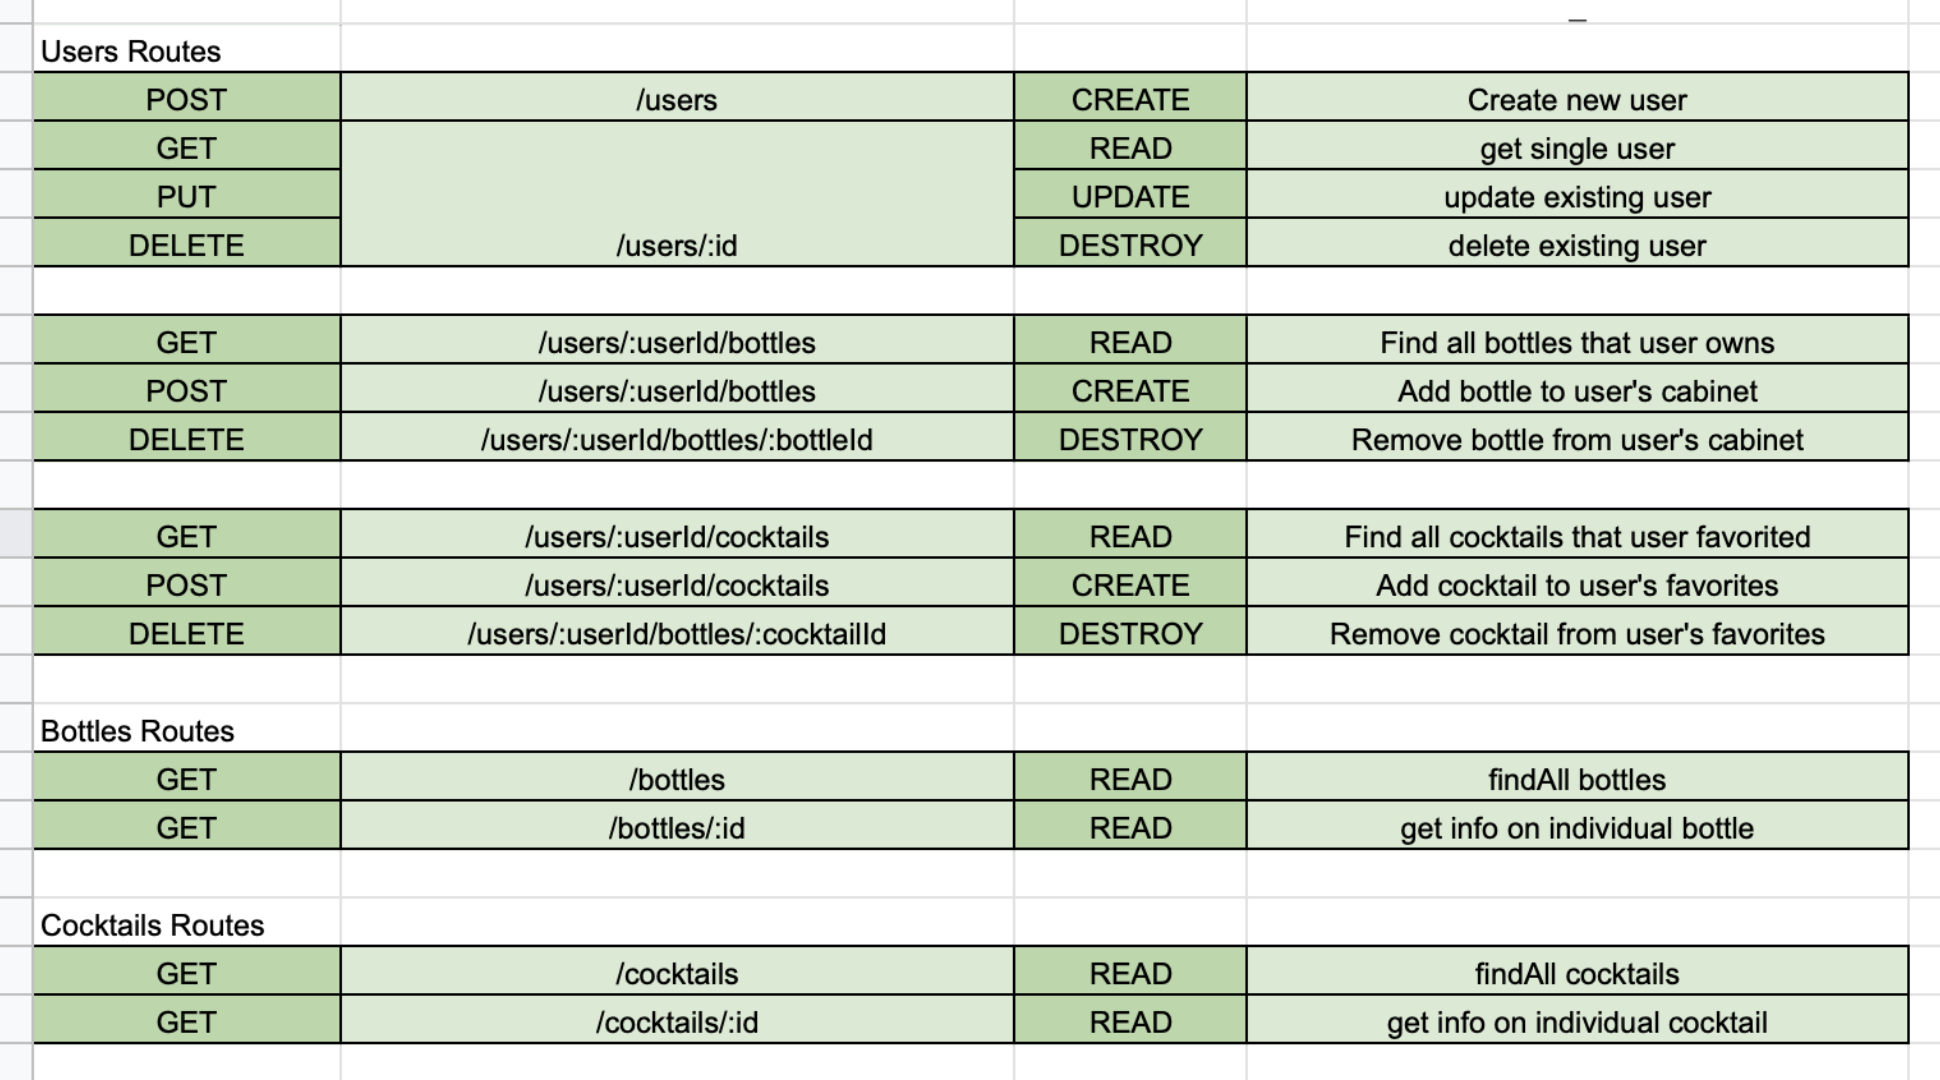 Users Routes
POST /users CREATE Create new user
GET READ get single user
PUT UPDATE update existing user
DELETE /users/:id DESTROY delete existing user
GET /users/:userId/bottles READ Find all bottles that user owns
POST /users/:userId/bottles CREATE Add bottle to user's cabinet
DELETE /users/:userId/bottles/:bottleId DESTROY Remove bottle from user's cabinet
GET /users/:userId/cocktails READ Find all cocktails that user favorited
POST /users/:userId/cocktails CREATE Add cocktail to user's favorites
DELETE /users/:userId/bottles/:cocktailId DESTROY Remove cocktail from user's favorites
Bottles Routes
GET /bottles READ findAll bottles
GET /bottles/:id READ get info on individual bottle
Cocktails Routes
GET /cocktails READ findAll cocktails
GET /cocktails/:id READ get info on individual cocktail